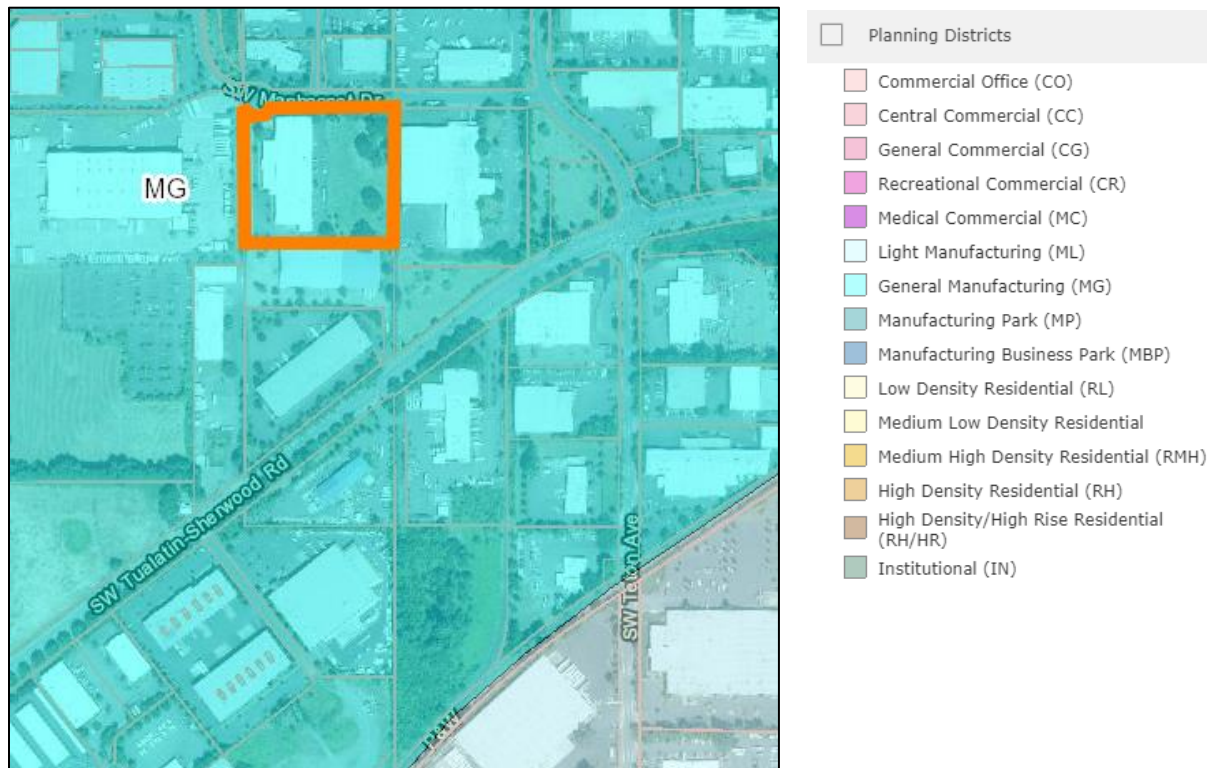 SW Manhasset Dr
MG
SW Tualatin-Sherwood Rd
SW Teton Ave
P&W
Planning Districts
Commercial Office (CO)
Central Commercial (CC)
General Commercial (CG)
Recreational Commercial (CR)
Medical Commercial (MC)
Light Manufacturing (ML)
General Manufacturing (MG)
Manufacturing Park (MP)
Manufacturing Business Park (MBP)
Low Density Residential (RL)
Medium Low Density Residential
Medium High Density Residential (RMH)
High Density Residential (RH)
High Density/High Rise Residential
(RH/HR)
Institutional (IN)